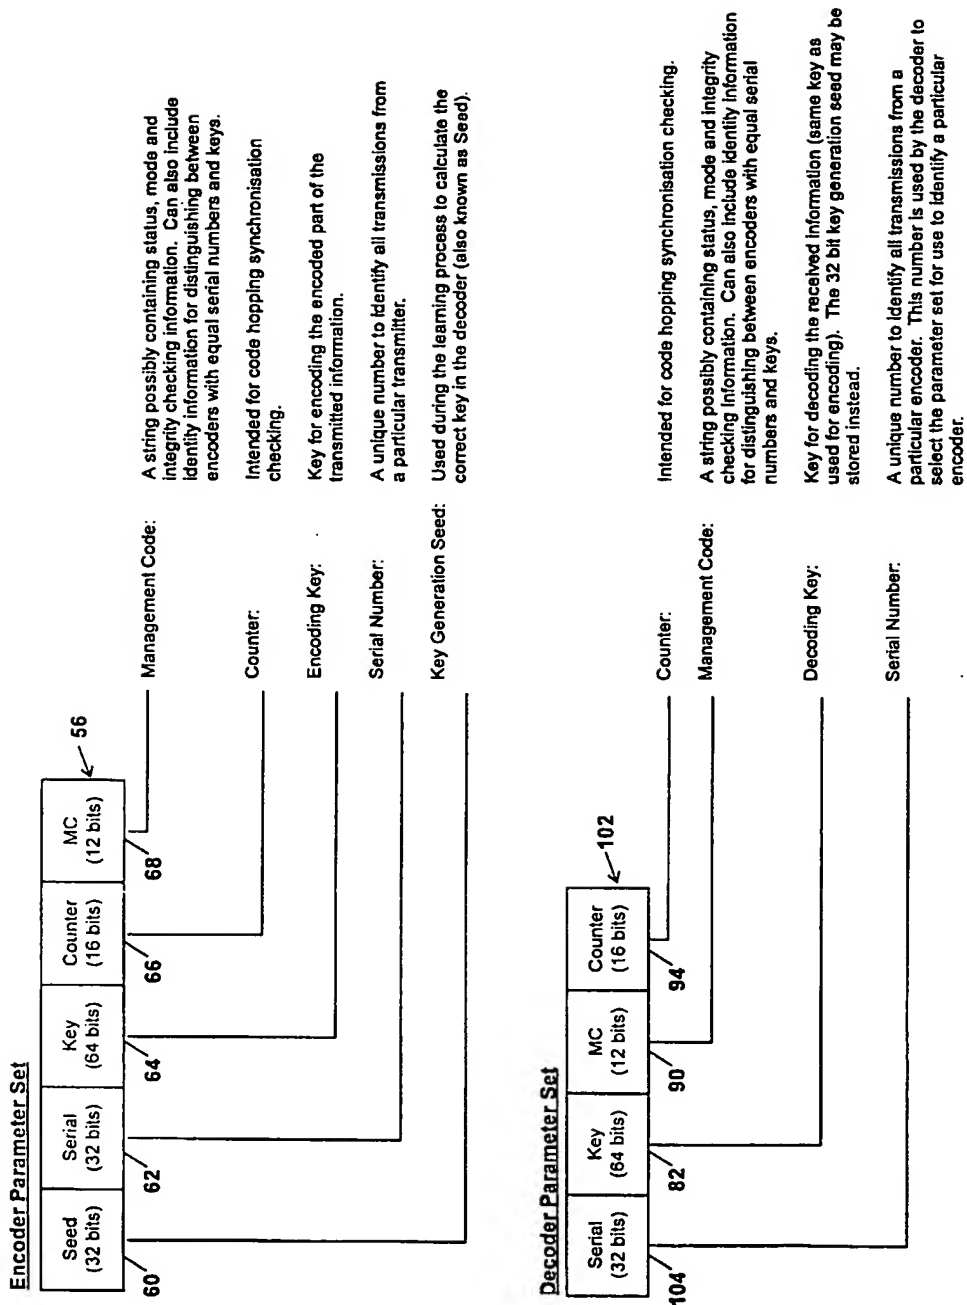 Encoder Parameter Set
Seed
(32 bits)
Serial
(32 bits)
Key
(64 bits)
Counter
(16 bits)
MC
(12 bits)
56
60
62
64
66
68
Management Code:
A string possibly containing status, mode and
integrity checking information. Can also include
identity information for distinguishing between
encoders with equal serial numbers and keys.
Counter:
Intended for code hopping synchronisation
checking.
Encoding Key:
Key for encoding the encoded part of the
transmitted information.
Serial Number:
A unique number to identify all transmissions from
a particular transmitter.
Key Generation Seed:
Used during the learning process to calculate the
correct key in the decoder (also known as Seed).
Decoder Parameter Set
Serial
(32 bits)
Key
(64 bits)
MC
(12 bits)
Counter
(16 bits)
102
104
82
90
94
Counter:
Intended for code hopping synchronisation checking.
Management Code:
A string possibly containing status, mode and integrity
checking Information. Can also include identity information
for distinguishing between encoders with equal serial
numbers and keys.
Decoding Key:
Key for decoding the received information (same key as
used for encoding). The 32 bit key generation seed may be
stored instead.
Serial Number:
A unique number to identify all transmissions from a
particular encoder. This number is used by the decoder to
select the parameter set for use to identify a particular
encoder.